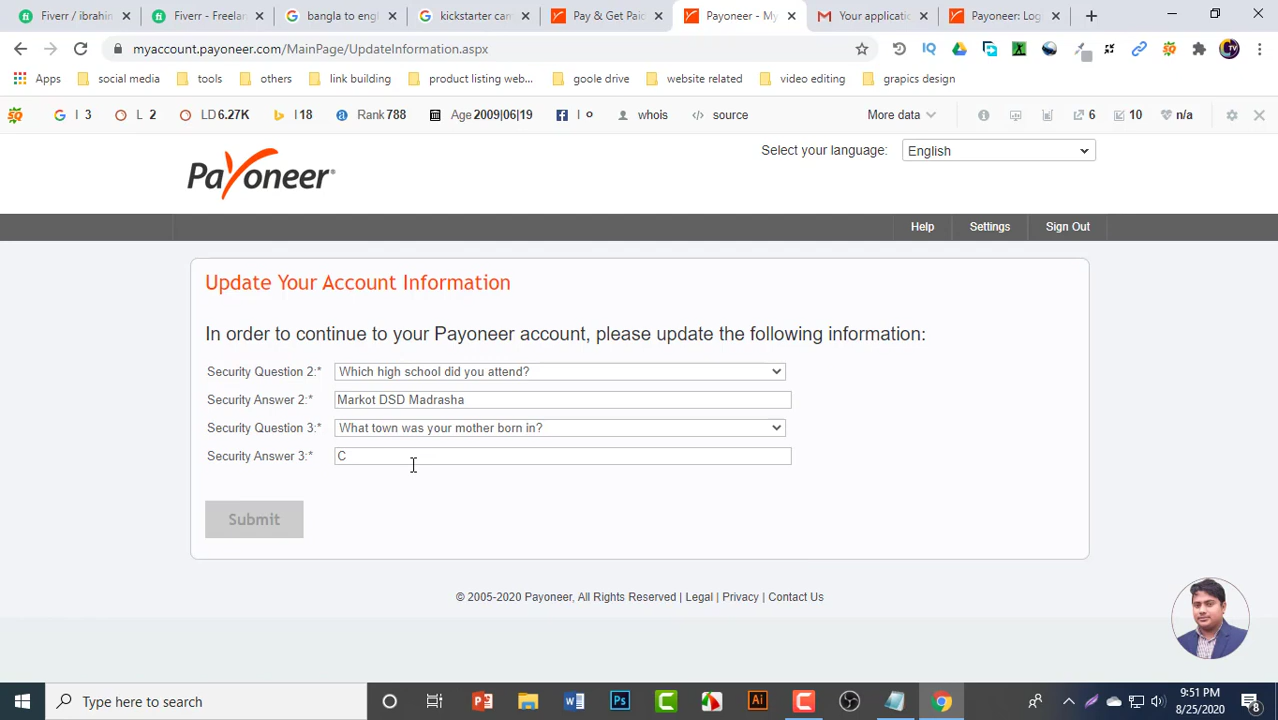 Fiverr / ibrahin
Fiverr - Freelan
bangla to engl
kickstarter cam
Pay & Get Paid
Payoneer - My
Your applicatio
Payoneer: Log
myaccount.payoneer.com/MainPage/UpdateInformation.aspx
Apps social media tools others link building product listing web... goole drive website related video editing grapics design
I 3 L 2 LD 6.27K I 18 Rank 788 Age 2009|06|19 I o whois source More data 6 10 n/a
Select your language: English
Payoneer
Help Settings Sign Out
Update Your Account Information
In order to continue to your Payoneer account, please update the following information:
Security Question 2:* Which high school did you attend?
Security Answer 2:* Markot DSD Madrasha
Security Question 3:* What town was your mother born in?
Security Answer 3:* C
Submit
© 2005-2020 Payoneer, All Rights Reserved | Legal | Privacy | Contact Us
Type here to search
9:51 PM
8/25/2020
8